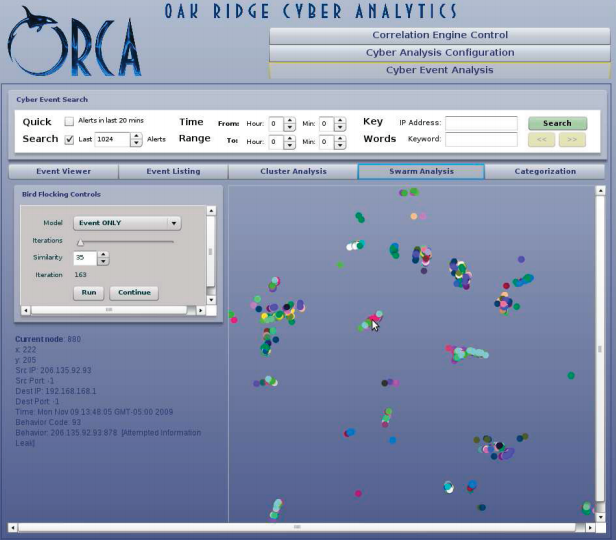 OAK RIDGE CYBER ANALYTICS
ORCA
Correlation Engine Control
Cyber Analysis Configuration
Cyber Event Analysis
Cyber Event Search
Quick Alerts in last 20 mins Time From: Hour: 0 Min: 0 Key IP Address: Search
Search Last 1024 Alerts Range To: Hour: 0 Min: 0 Words Keyword: << >>
Event Viewer Event Listing Cluster Analysis Swarm Analysis Categorization
Bird Flocking Controls
Model Event ONLY
Iterations
Similarity 35
Iteration 163
Run Continue
Current node: 880
x: 222
y: 295
Src IP: 206.135.92.93
Src Port: -1
Dest IP: 192.168.168.1
Dest Port: -1
Time: Mon Nov 09 13:48:05 GMT-05:00 2009
Behavior Code: 93
Behavior: 206.135.92.93:878: [Attempted Information
Leak]